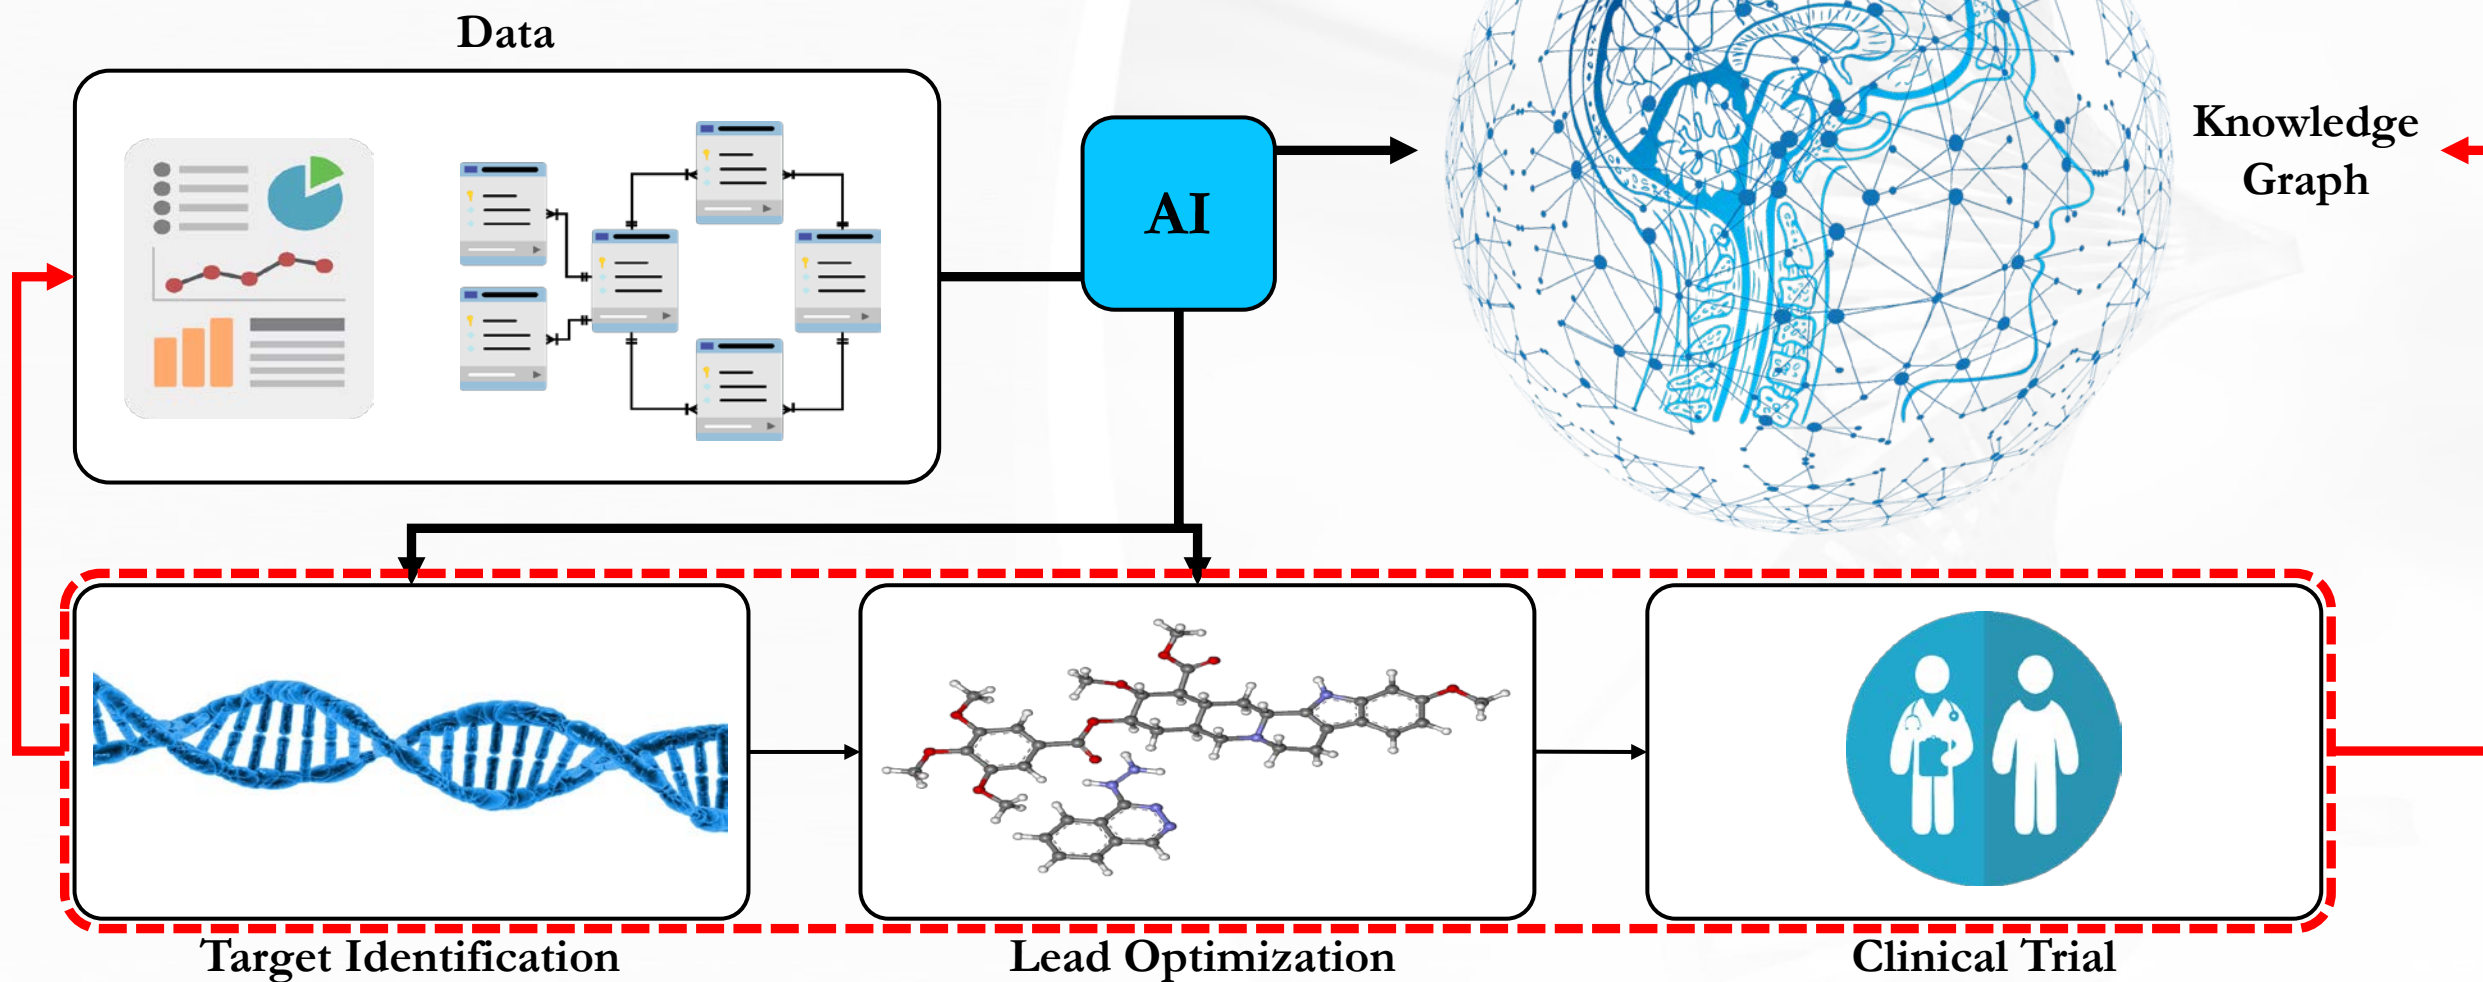 Data
AI
Knowledge
Graph
Target Identification
Lead Optimization
Clinical Trial